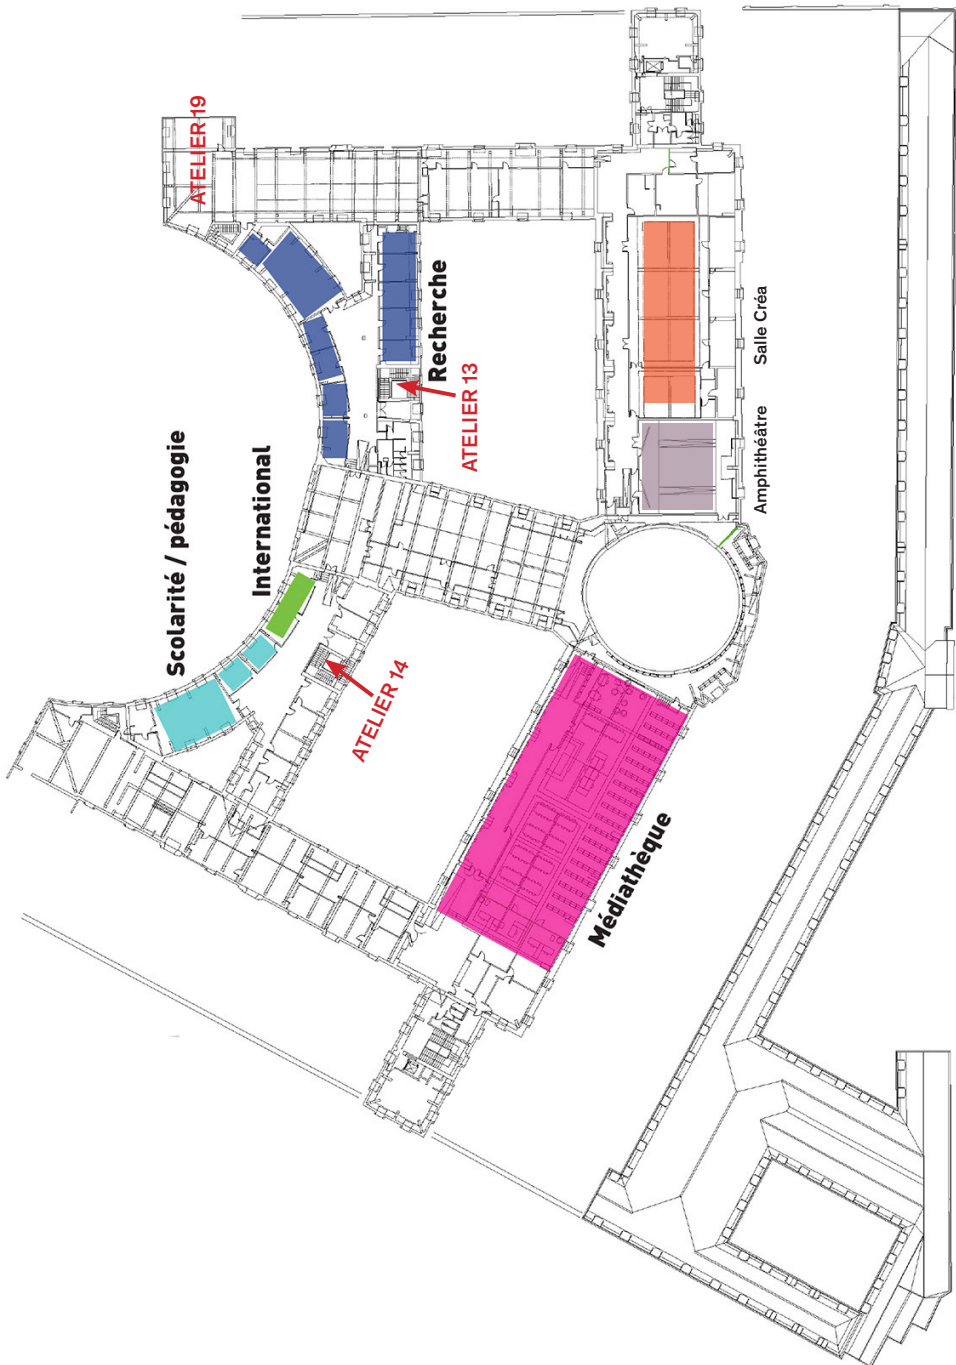 ATELIER 19
Recherche
ATELIER 13
Salle Créa
Amphithéâtre
Scolarité / pédagogie
International
ATELIER 14
Médiathèque